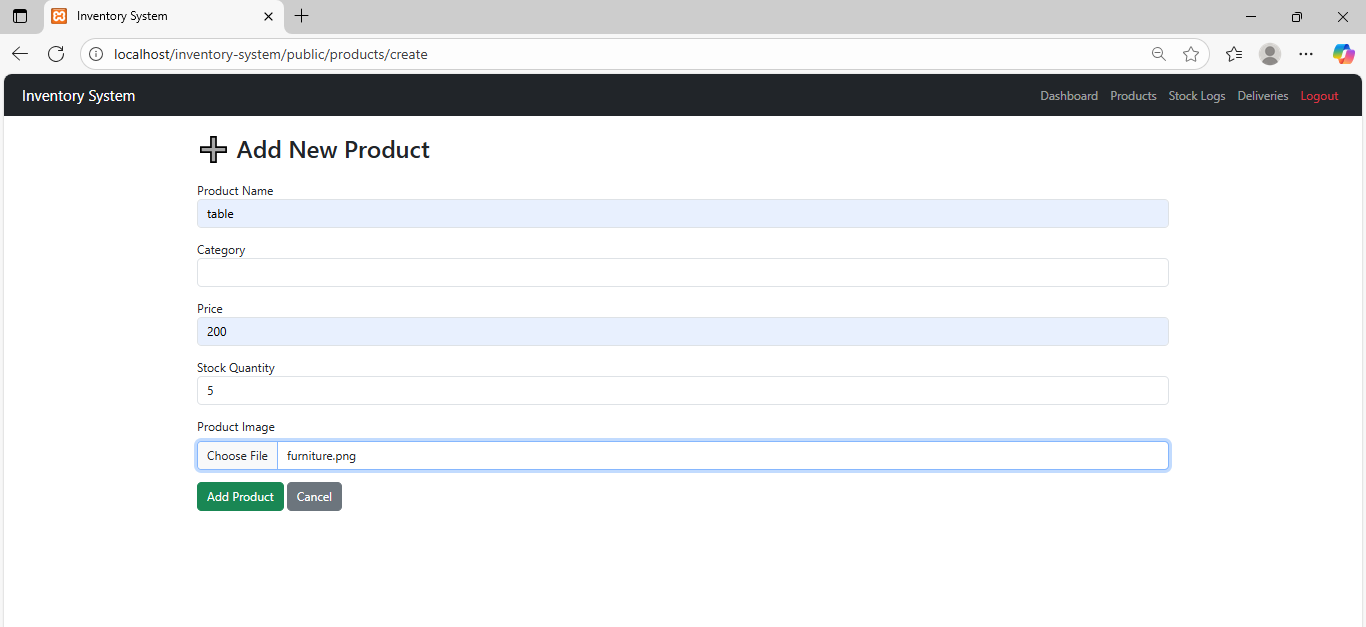 Inventory System
localhost/inventory-system/public/products/create
Inventory System Dashboard Products Stock Logs Deliveries Logout
Add New Product
Product Name
table
Category
Price
200
Stock Quantity
5
Product Image
Choose File furniture.png
Add Product Cancel